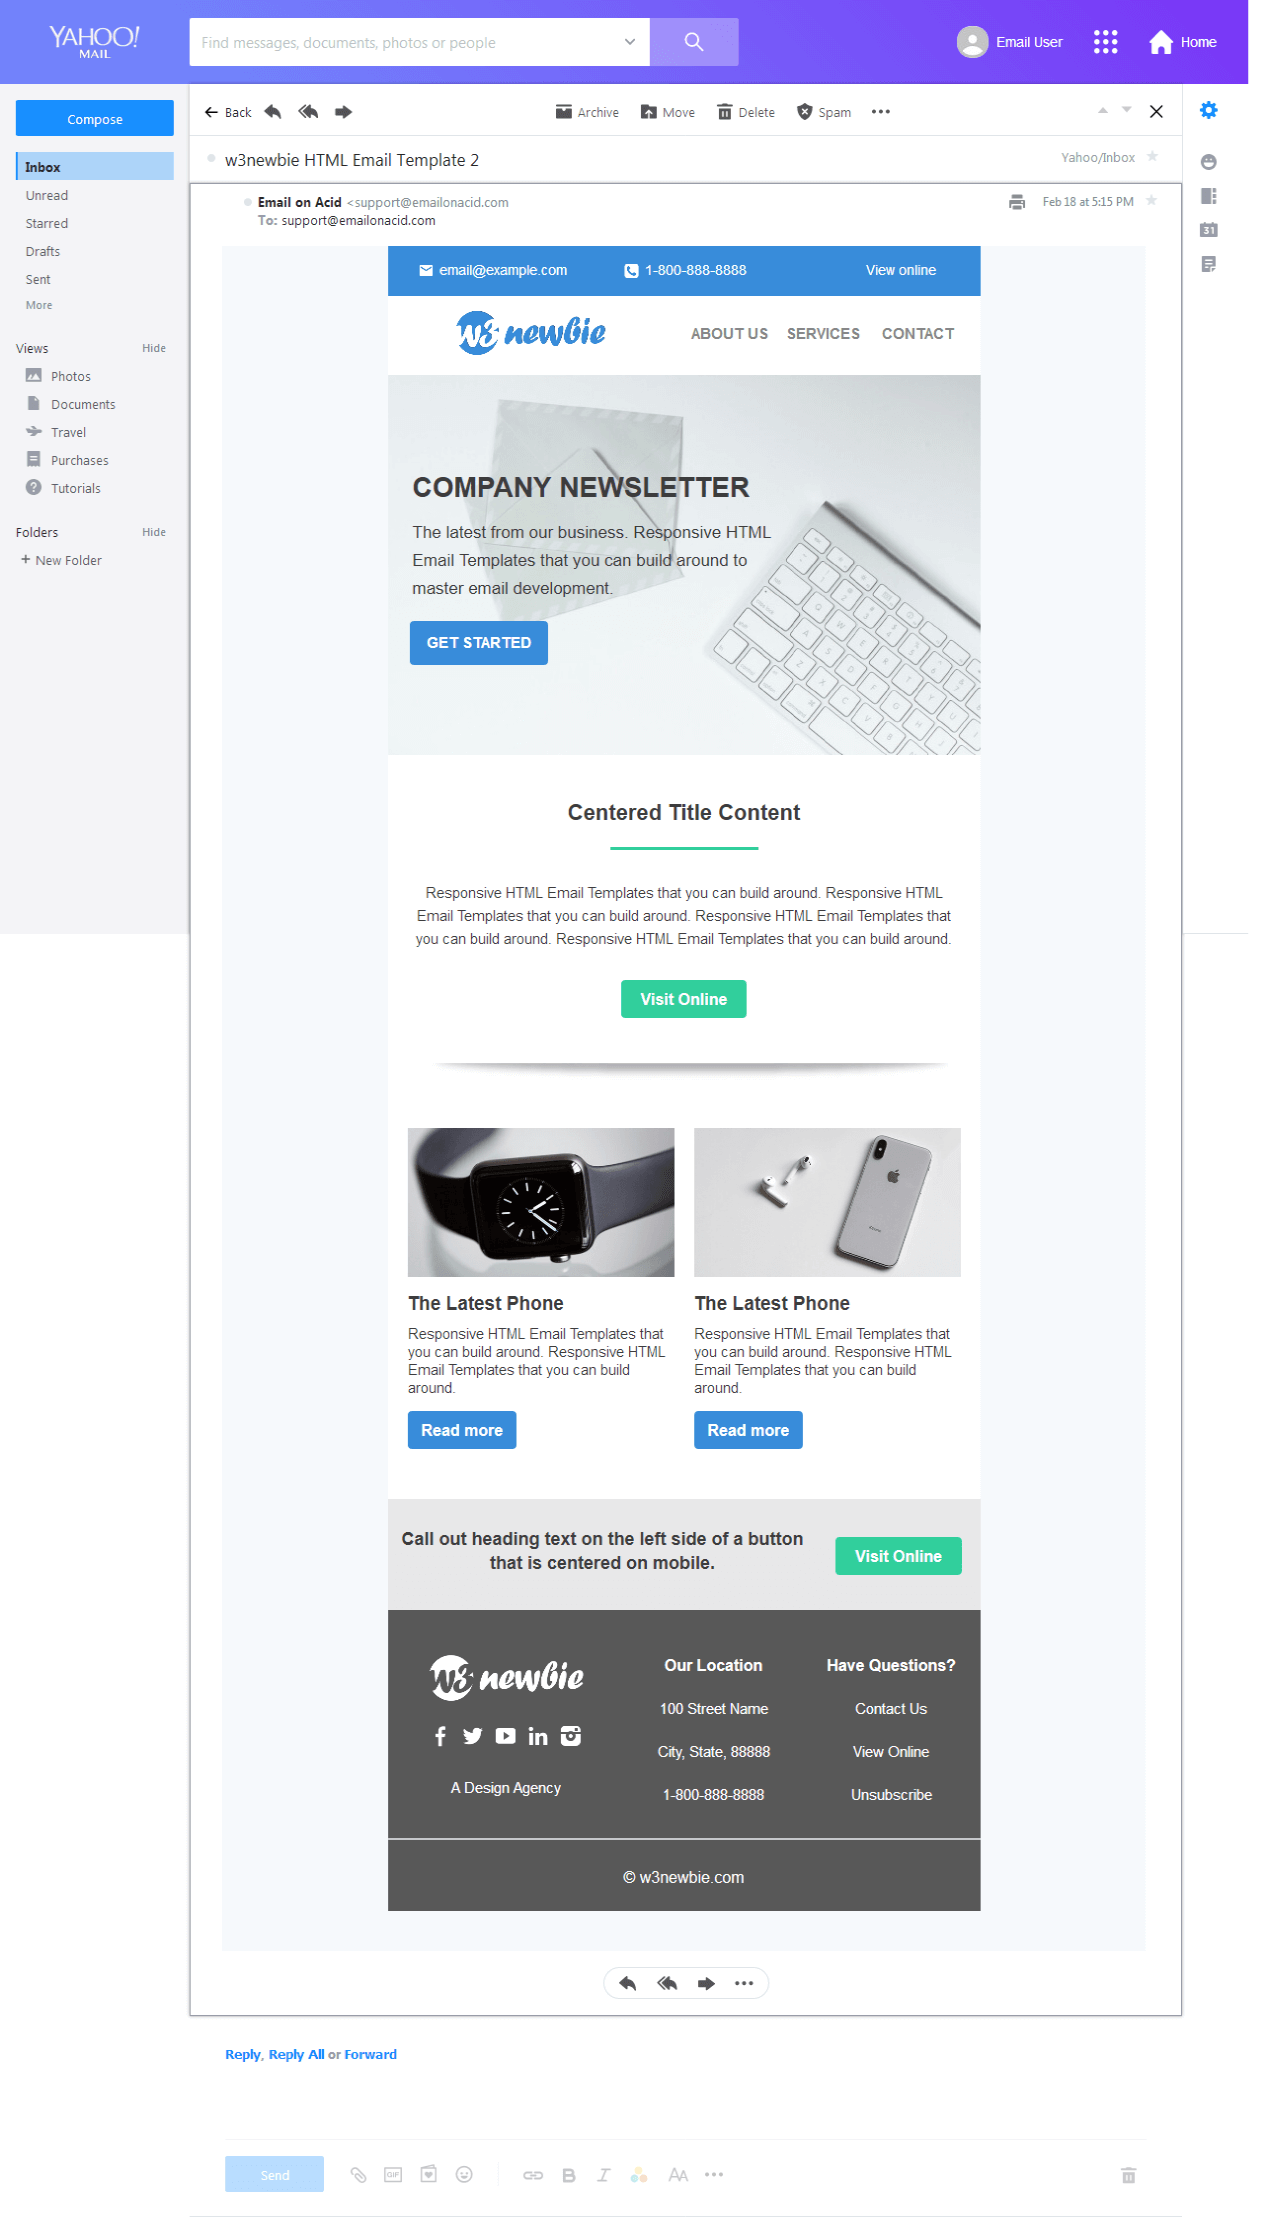 YAHOO!
MAIL
Find messages, documents, photos or people
Email User
Home
Compose
Inbox
Unread
Starred
Drafts
Sent
More
Views Hide
Photos
Documents
Travel
Purchases
Tutorials
Folders Hide
+ New Folder
Back
Archive
Move
Delete
Spam
w3newbie HTML Email Template 2
Yahoo/Inbox
31
Email on Acid <support@emailonacid.com
Feb 18 at 5:15 PM
To: support@emailonacid.com
email@example.com
1-800-888-8888
View online
w3newbie
ABOUT US SERVICES CONTACT
COMPANY NEWSLETTER
The latest from our business. Responsive HTML
Email Templates that you can build around to
master email development.
GET STARTED
Centered Title Content
Responsive HTML Email Templates that you can build around. Responsive HTML
Email Templates that you can build around. Responsive HTML Email Templates that
you can build around. Responsive HTML Email Templates that you can build around.
Visit Online
The Latest Phone
Responsive HTML Email Templates that
you can build around. Responsive HTML
Email Templates that you can build
around.
Read more
The Latest Phone
Responsive HTML Email Templates that
you can build around. Responsive HTML
Email Templates that you can build
around.
Read more
Call out heading text on the left side of a button
that is centered on mobile.
Visit Online
w3newbie
A Design Agency
Our Location
100 Street Name
City, State, 88888
1-800-888-8888
Have Questions?
Contact Us
View Online
Unsubscribe
© w3newbie.com
Reply, Reply All or Forward
Send
GIF
B I AA